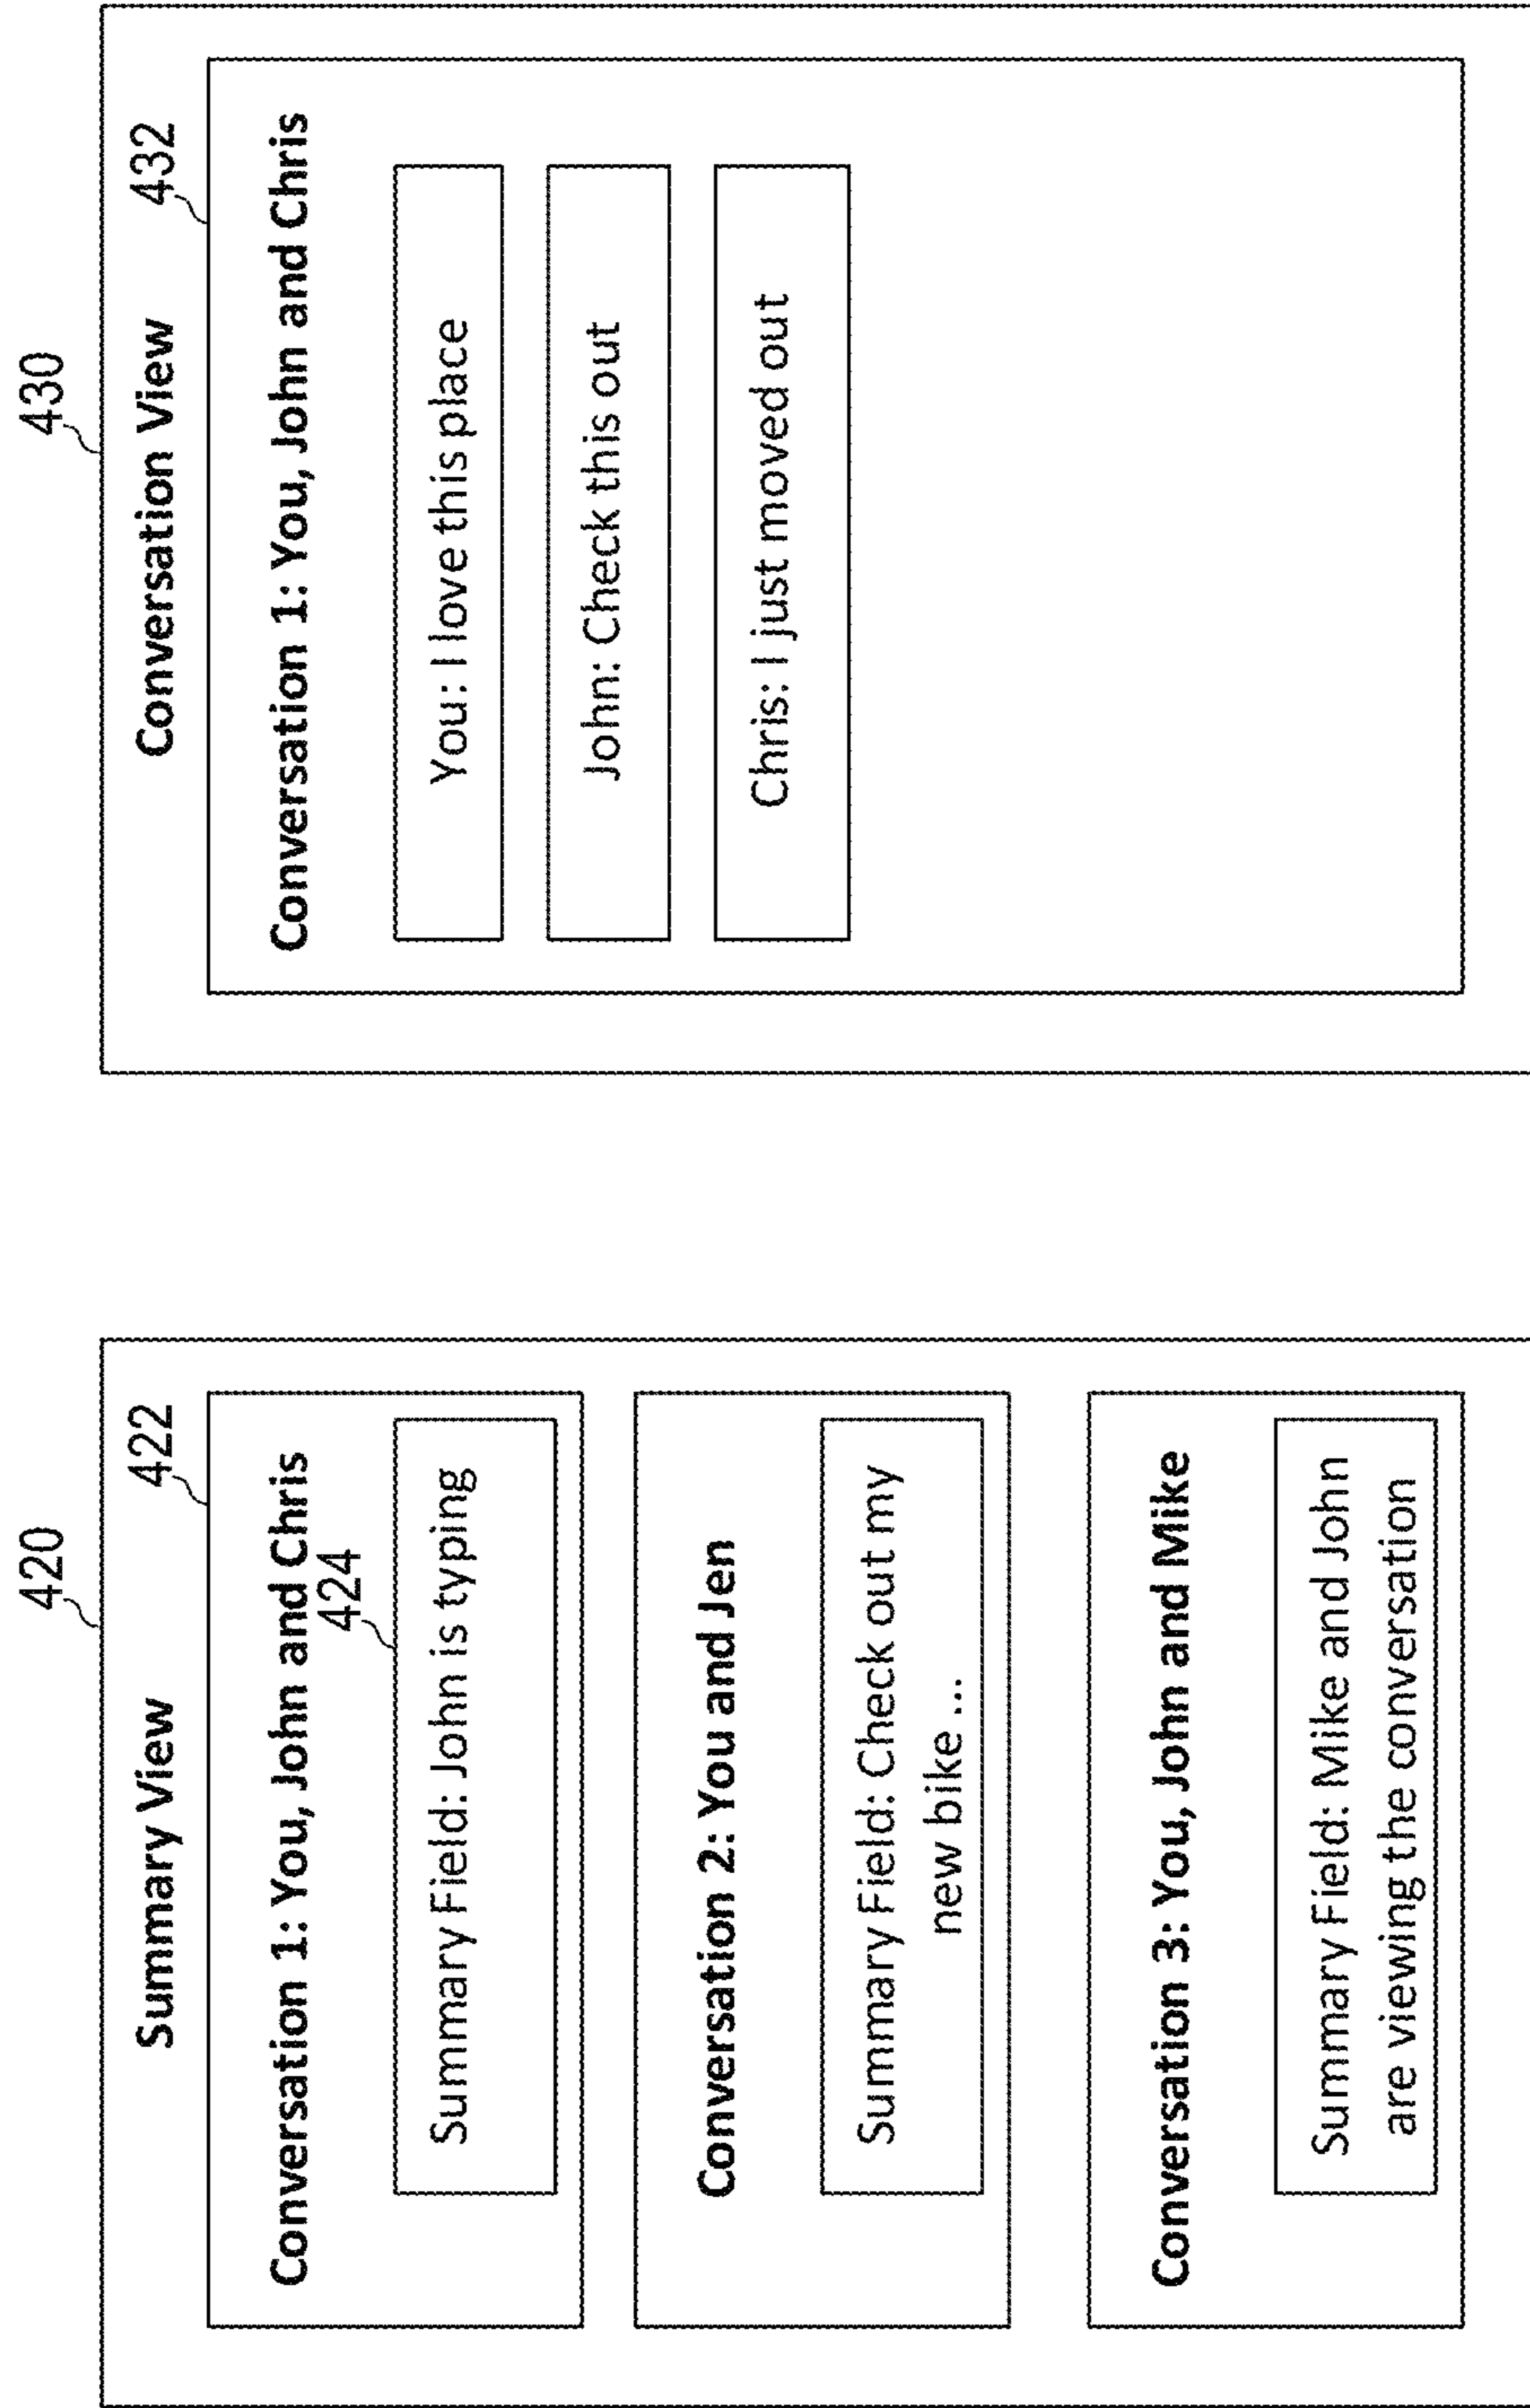 420
Summary View
422
Conversation 1: You, John and Chris
424
Summary Field: John is typing
Conversation 2: You and Jen
Summary Field: Check out my
new bike ...
Conversation 3: You, John and Mike
Summary Field: Mike and John
are viewing the conversation
430
Conversation View
432
Conversation 1: You, John and Chris
You: I love this place
John: Check this out
Chris: I just moved out